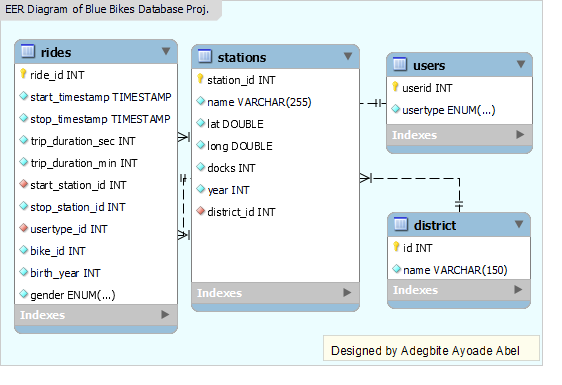 EER Diagram of Blue Bikes Database Proj.
rides
ride_id INT
start_timestamp TIMESTAMP
stop_timestamp TIMESTAMP
trip_duration_sec INT
trip_duration_min INT
start_station_id INT
stop_station_id INT
usertype_id INT
bike_id INT
birth_year INT
gender ENUM(...)
Indexes
stations
station_id INT
name VARCHAR(255)
lat DOUBLE
long DOUBLE
docks INT
year INT
district_id INT
Indexes
users
userid INT
usertype ENUM(...)
Indexes
district
id INT
name VARCHAR(150)
Indexes
Designed by Adegbite Ayoade Abel